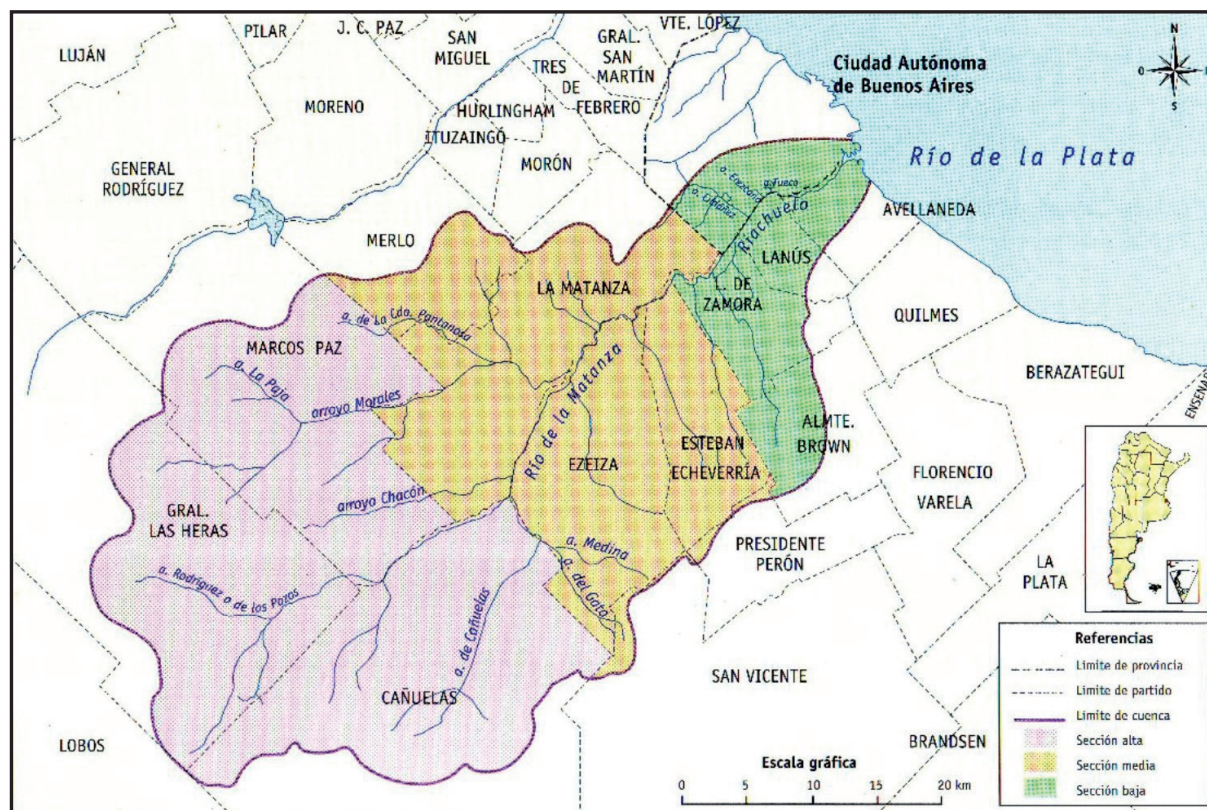 LUJÁN
PILAR
J. C. PAZ
SAN
MIGUEL
GRAL.
SAN
MARTÍN
VTE. LÓPEZ
Ciudad Autónoma
de Buenos Aires
N
O
S
MORENO
TRES
DE
FEBRERO
HURLINGHAM
ITUZAINGÓ
MORÓN
GENERAL
RODRÍGUEZ
Río de la Plata
MERLO
AVELLANEDA
Riachuelo
LANÚS
L. DE
ZAMORA
LA MATANZA
QUILMES
a. de La Cda. Pantanosa
MARCOS PAZ
a. La Paja
arroyo Morales
Río de la Matanza
BERAZATEGUI
ALMTE.
BROWN
ESTEBAN
ECHEVERRÍA
EZEIZA
FLORENCIO
VARELA
arroyo Chacón
GRAL.
LAS HERAS
a. Medina
a. del Gato
PRESIDENTE
PERÓN
LA
PLATA
a. Rodríguez o de los Pozos
a. de Cañuelas
CAÑUELAS
SAN VICENTE
LOBOS
BRANDSEN
Escala gráfica
0 5 10 15 20 km
Referencias
Límite de provincia
Límite de partido
Límite de cuenca
Sección alta
Sección media
Sección baja